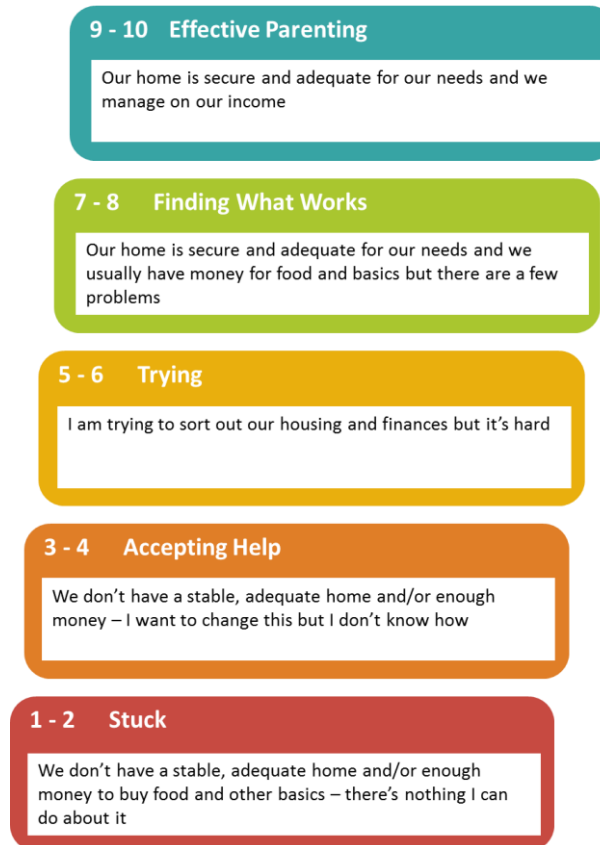 9 - 10 Effective Parenting
Our home is secure and adequate for our needs and we
manage on our income
7 - 8 Finding What Works
Our home is secure and adequate for our needs and we
usually have money for food and basics but there are a few
problems
5 - 6 Trying
I am trying to sort out our housing and finances but it’s hard
3 - 4 Accepting Help
We don’t have a stable, adequate home and/or enough
money – I want to change this but I don’t know how
1 - 2 Stuck
We don’t have a stable, adequate home and/or enough
money to buy food and other basics – there’s nothing I can
do about it